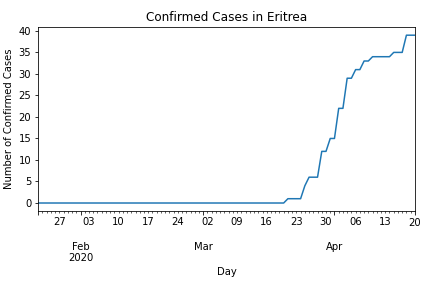 Confirmed Cases in Eritrea
40
35
30
25
20
15
10
5
0
Number of Confirmed Cases
27 03 10 17 24 02 09 16 23 30 06 13 20
Feb Mar Apr
2020
Day